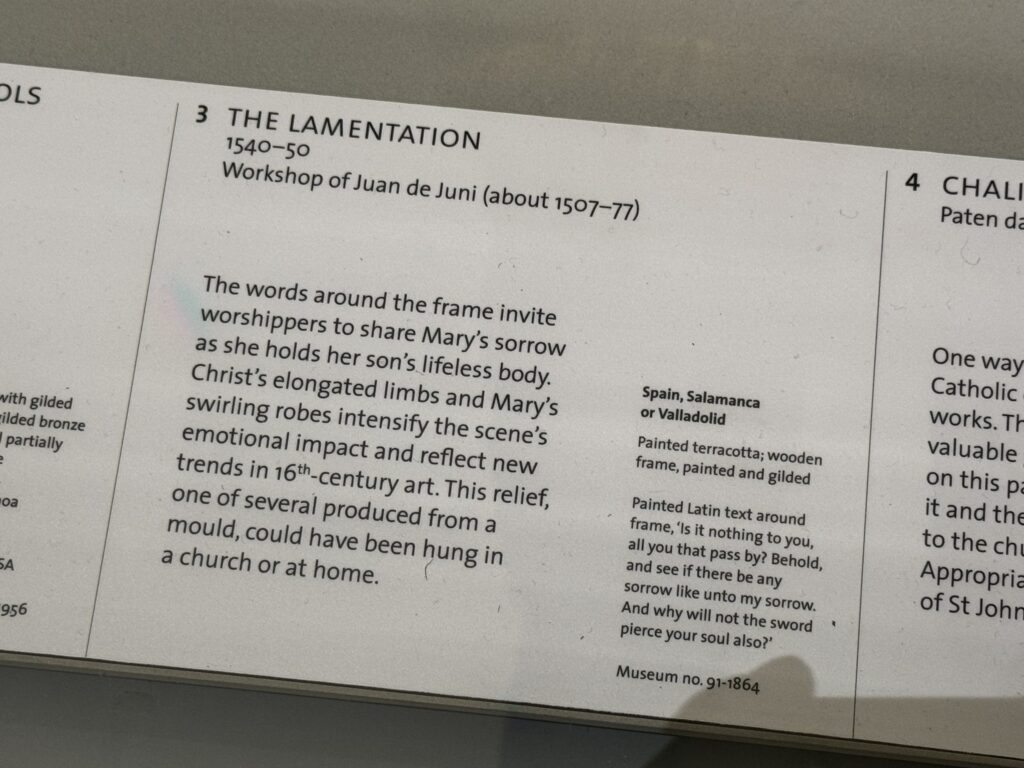 OLS
with gilded
gilded bronze
partially
noa
5A
1956
3 THE LAMENTATION
1540–50
Workshop of Juan de Juni (about 1507–77)
The words around the frame invite
worshippers to share Mary's sorrow
as she holds her son's lifeless body.
Christ's elongated limbs and Mary's
swirling robes intensify the scene's
emotional impact and reflect new
trends in 16th-century art. This relief,
one of several produced from a
mould, could have been hung in
a church or at home.
Spain, Salamanca
or Valladolid
Painted terracotta; wooden
frame, painted and gilded
Painted Latin text around
frame, 'Is it nothing to you,
all you that pass by? Behold,
and see if there be any
sorrow like unto my sorrow.
And why will not the sword
pierce your soul also?'
Museum no. 91-1864
4 CHALI
Paten da
One way
Catholic
works. Th
valuable
on this pa
it and the
to the chu
Appropria
of St John